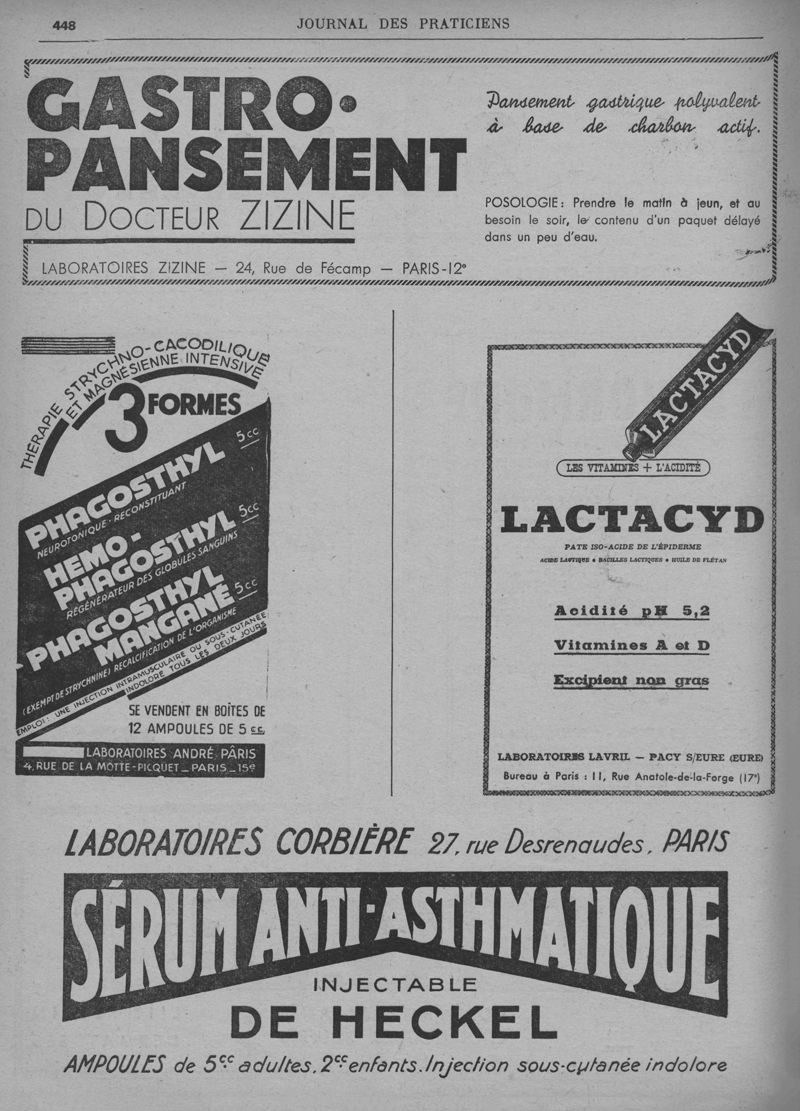 448
JOURNAL DES PRATICIENS
GASTRO-
PANSEMENT
DU DOCTEUR ZIZINE
Pansement gastrique polyvalent
à base de charbon actif.
POSOLOGIE : Prendre le matin à jeun, et au
besoin le soir, le contenu d'un paquet délayé
dans un peu d'eau.
LABORATOIRES ZIZINE — 24, Rue de Fécamp — PARIS-12e
THÉRAPIE STRYCHNO-CACODILIQUE
ET MAGNÉSIENNE INTENSIVE
3 FORMES
PHAGOSTHYL 5cc
NEUROTONIQUE - RECONSTITUANT
HEMO-
PHAGOSTHYL 5cc
RÉGÉNÉRATEUR DES GLOBULES SANGUINS
PHAGOSTHYL
MANGANÉ 5cc
(EXEMPT DE STRYCHNINE) RECALCIFICATION DE L'ORGANISME
EMPLOI : UNE INJECTION INTRAMUSCULAIRE OU SOUS-CUTANÉE
INDOLORE TOUS LES DEUX JOURS
SE VENDENT EN BOÎTES DE
12 AMPOULES DE 5 cc.
LABORATOIRES ANDRÉ PÂRIS
4, RUE DE LA MOTTE-PICQUET _ PARIS _ 15e
LACTACYD
LES VITAMINES + L'ACIDITÉ
LACTACYD
PATE ISO-ACIDE DE L'ÉPIDERME
ACIDE LACTIQUE • BACILLES LACTIQUES • HUILE DE FLÉTAN
Acidité pH 5,2
Vitamines A et D
Excipient non gras
LABORATOIRES LAVRIL — PACY S/EURE (EURE)
Bureau à Paris : 11, Rue Anatole-de-la-Forge (17e)
LABORATOIRES CORBIÈRE 27, rue Desrenaudes, PARIS
SÉRUM ANTI-ASTHMATIQUE
INJECTABLE
DE HECKEL
AMPOULES de 5cc adultes, 2cc enfants. Injection sous-cutanée indolore